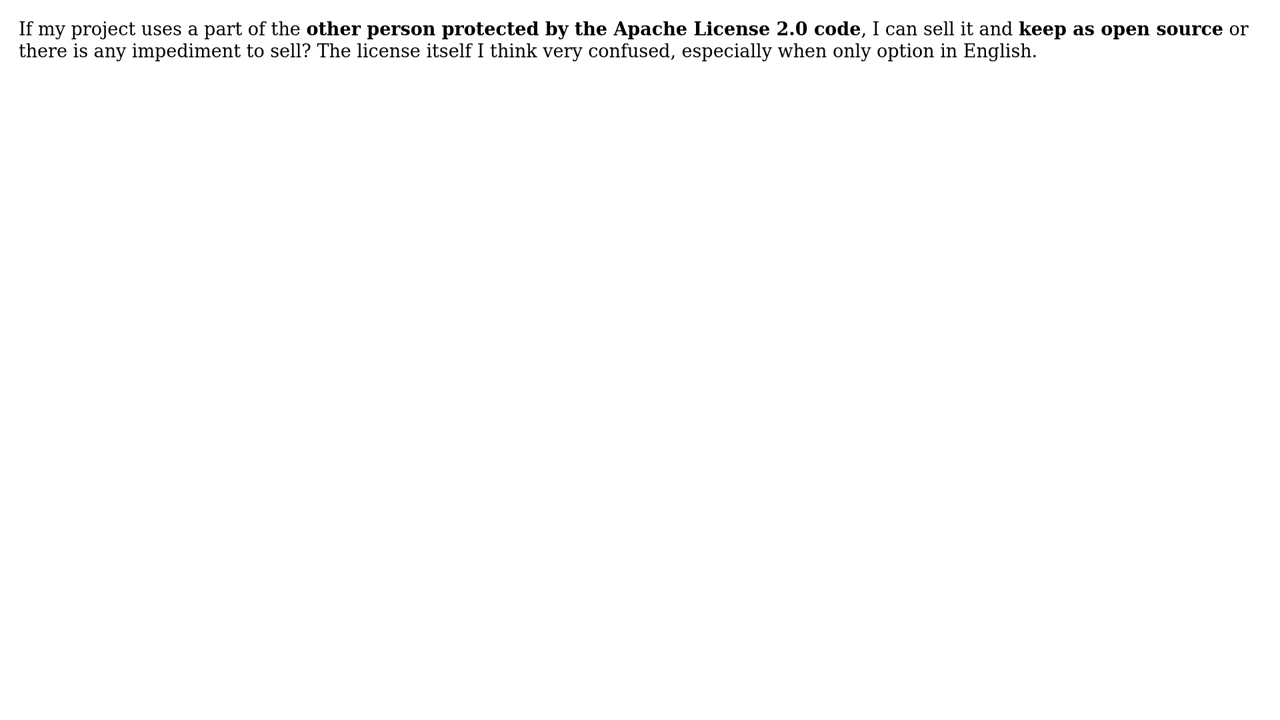 If my project uses a part of the other person protected by the Apache License 2.0 code, I can sell it and keep as open source or
there is any impediment to sell? The license itself I think very confused, especially when only option in English.